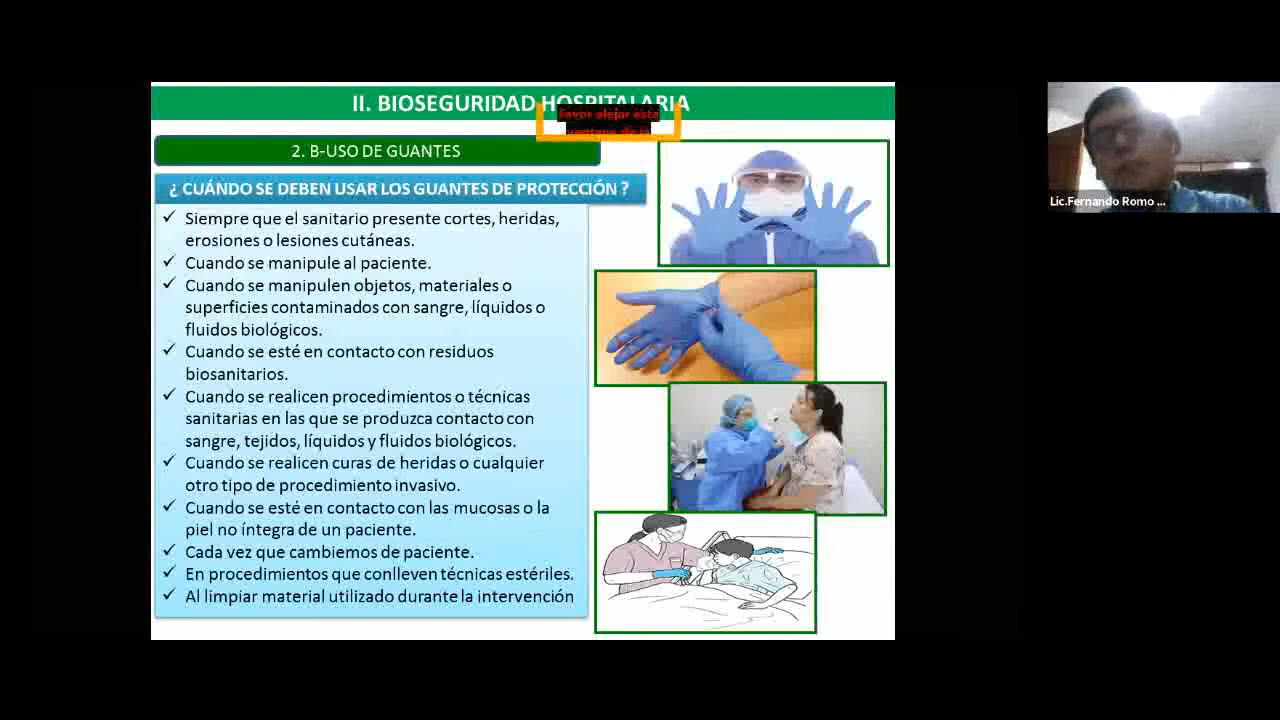 II. BIOSEGURIDAD HOSPITALARIA
favor alejar esta
ventana de la
2. B-USO DE GUANTES
¿ CUÁNDO SE DEBEN USAR LOS GUANTES DE PROTECCIÓN ?
✓ Siempre que el sanitario presente cortes, heridas,
erosiones o lesiones cutáneas.
✓ Cuando se manipule al paciente.
✓ Cuando se manipulen objetos, materiales o
superficies contaminados con sangre, líquidos o
fluidos biológicos.
✓ Cuando se esté en contacto con residuos
biosanitarios.
✓ Cuando se realicen procedimientos o técnicas
sanitarias en las que se produzca contacto con
sangre, tejidos, líquidos y fluidos biológicos.
✓ Cuando se realicen curas de heridas o cualquier
otro tipo de procedimiento invasivo.
✓ Cuando se esté en contacto con las mucosas o la
piel no íntegra de un paciente.
✓ Cada vez que cambiemos de paciente.
✓ En procedimientos que conlleven técnicas estériles.
✓ Al limpiar material utilizado durante la intervención
Lic.Fernando Romo ...